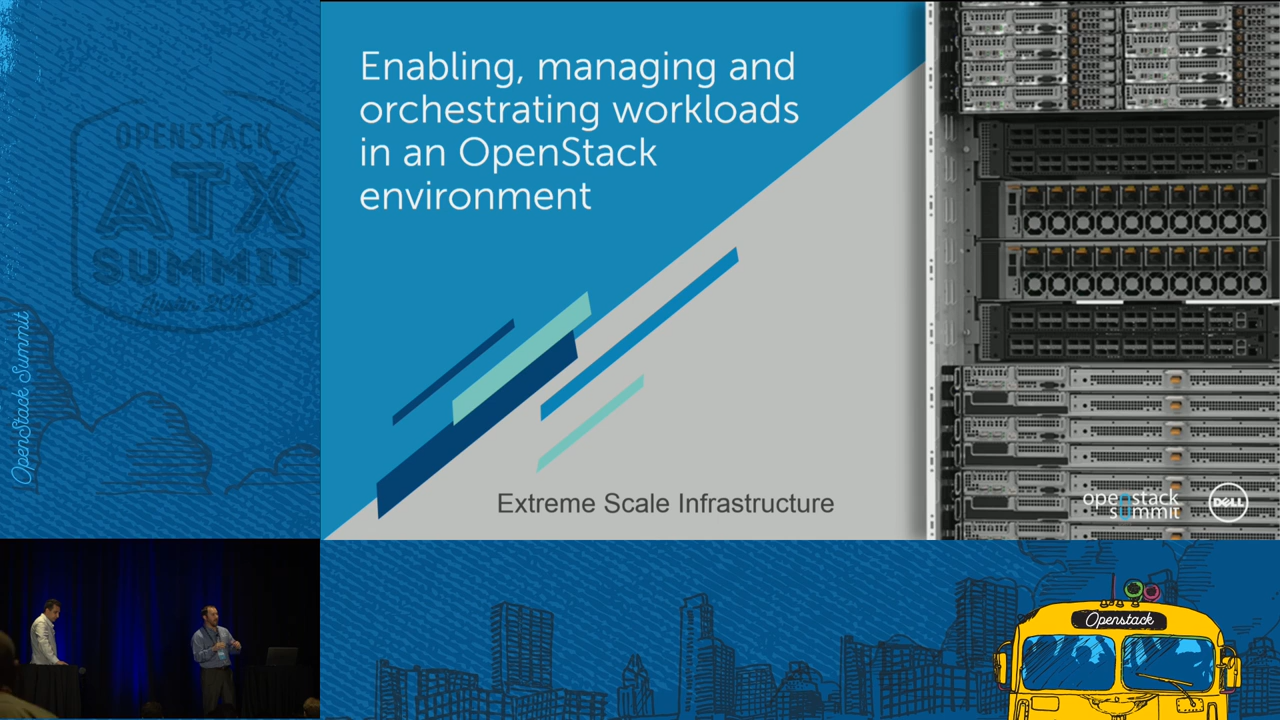 Enabling, managing and
orchestrating workloads
in an OpenStack
environment
Extreme Scale Infrastructure
openstack
summit
DELL
OPENSTACK
ATX
SUMMIT
Austin 2016
OpenStack Summit
Openstack